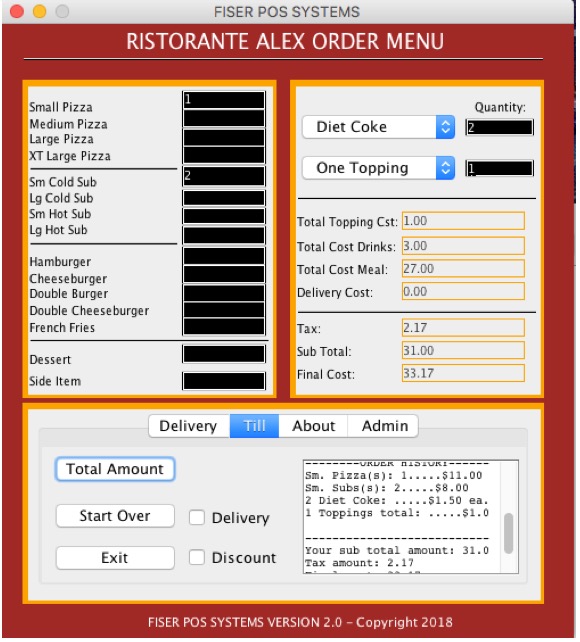 FISER POS SYSTEMS
RISTORANTE ALEX ORDER MENU
Small Pizza 1
Medium Pizza
Large Pizza
XT Large Pizza
Sm Cold Sub 2
Lg Cold Sub
Sm Hot Sub
Lg Hot Sub
Hamburger
Cheeseburger
Double Burger
Double Cheeseburger
French Fries
Dessert
Side Item
Quantity:
Diet Coke 2
One Topping 1
Total Topping Cst: 1.00
Total Cost Drinks: 3.00
Total Cost Meal: 27.00
Delivery Cost: 0.00
Tax: 2.17
Sub Total: 31.00
Final Cost: 33.17
Delivery Till About Admin
Total Amount
Start Over Delivery
Exit Discount
--------ORDER HISTORY------
Sm. Pizza(s): 1.....$11.00
Sm. Subs(s): 2.....$8.00
2 Diet Coke: .....$1.50 ea.
1 Toppings total: .....$1.0
---------------------------
Your sub total amount: 31.0
Tax amount: 2.17
FISER POS SYSTEMS VERSION 2.0 – Copyright 2018